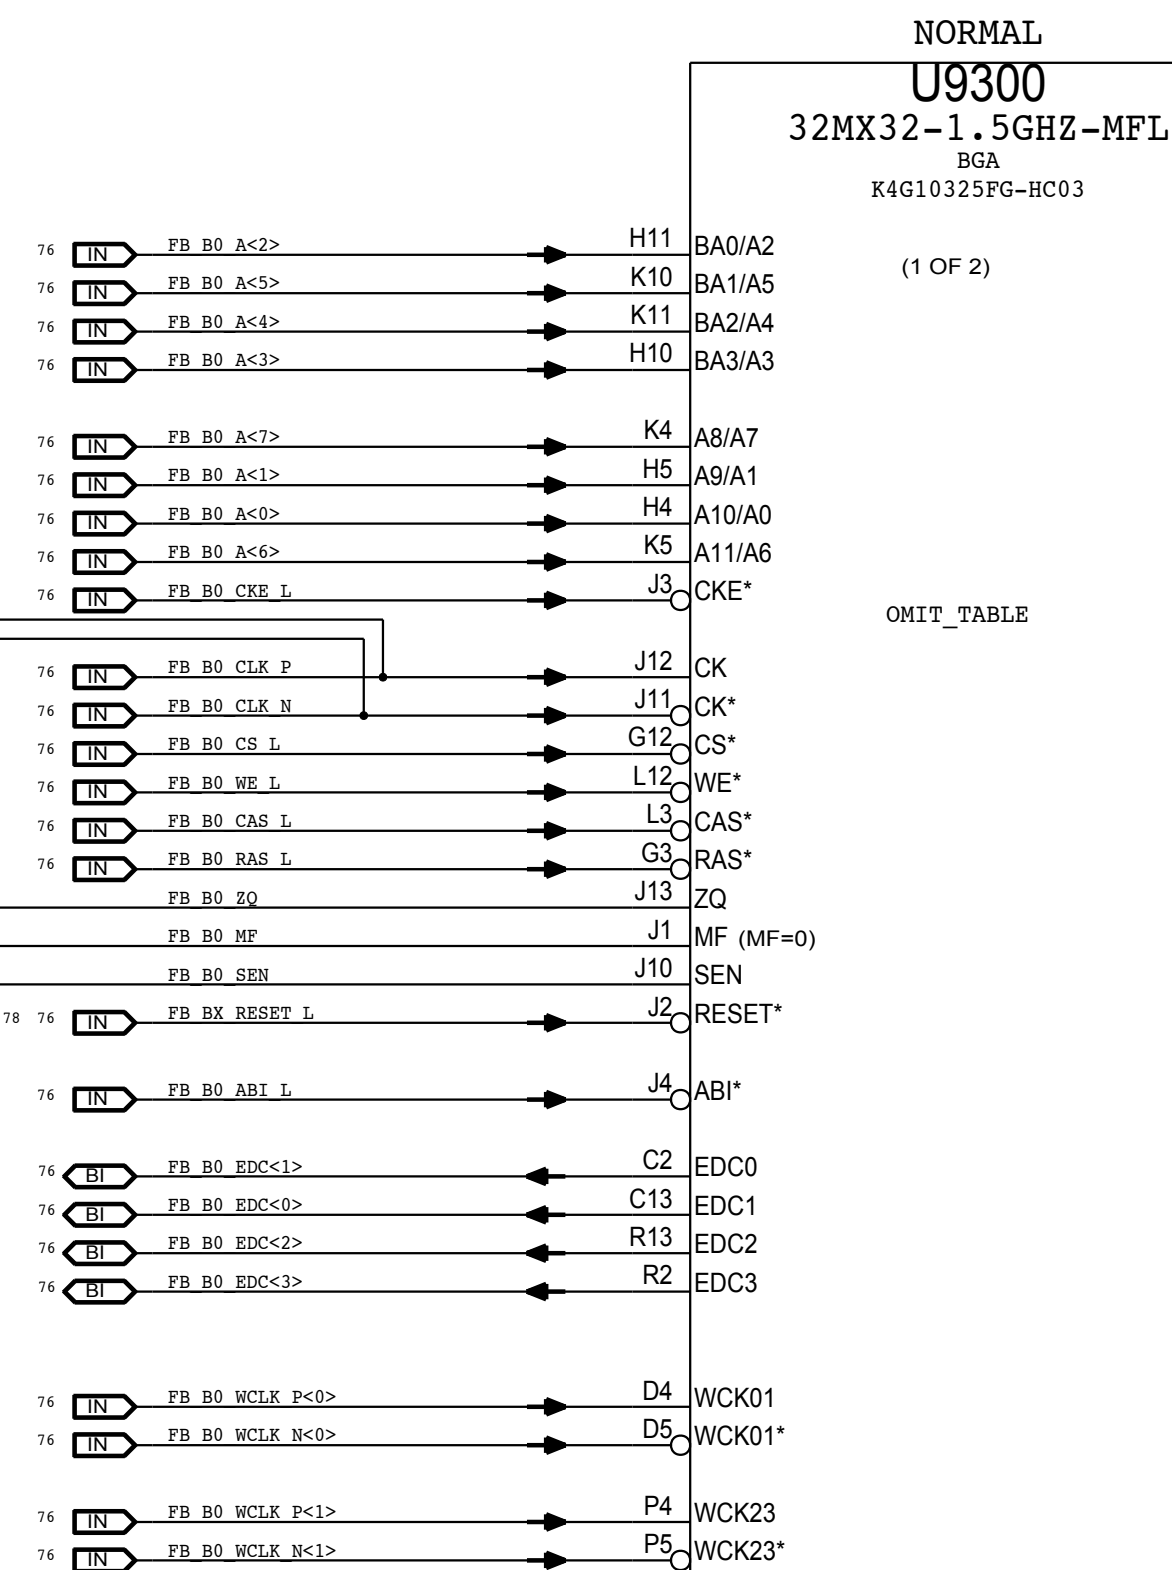 NORMAL
U9300
32MX32-1.5GHZ-MFL
BGA
K4G10325FG-HC03
(1 OF 2)
OMIT_TABLE
76 IN FB_B0_A<2> H11 BA0/A2
76 IN FB_B0_A<5> K10 BA1/A5
76 IN FB_B0_A<4> K11 BA2/A4
76 IN FB_B0_A<3> H10 BA3/A3
76 IN FB_B0_A<7> K4 A8/A7
76 IN FB_B0_A<1> H5 A9/A1
76 IN FB_B0_A<0> H4 A10/A0
76 IN FB_B0_A<6> K5 A11/A6
76 IN FB_B0_CKE_L J3 CKE*
76 IN FB_B0_CLK_P J12 CK
76 IN FB_B0_CLK_N J11 CK*
76 IN FB_B0_CS_L G12 CS*
76 IN FB_B0_WE_L L12 WE*
76 IN FB_B0_CAS_L L3 CAS*
76 IN FB_B0_RAS_L G3 RAS*
FB_B0_ZQ J13 ZQ
FB_B0_MF J1 MF (MF=0)
FB_B0_SEN J10 SEN
78 76 IN FB_BX_RESET_L J2 RESET*
76 IN FB_B0_ABI_L J4 ABI*
76 BI FB_B0_EDC<1> C2 EDC0
76 BI FB_B0_EDC<0> C13 EDC1
76 BI FB_B0_EDC<2> R13 EDC2
76 BI FB_B0_EDC<3> R2 EDC3
76 IN FB_B0_WCLK_P<0> D4 WCK01
76 IN FB_B0_WCLK_N<0> D5 WCK01*
76 IN FB_B0_WCLK_P<1> P4 WCK23
76 IN FB_B0_WCLK_N<1> P5 WCK23*